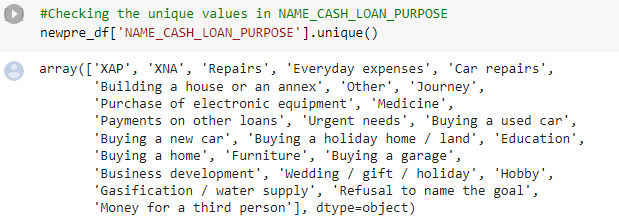 #Checking the unique values in NAME_CASH_LOAN_PURPOSE
newpre_df['NAME_CASH_LOAN_PURPOSE'].unique()
array(['XAP', 'XNA', 'Repairs', 'Everyday expenses', 'Car repairs',
'Building a house or an annex', 'Other', 'Journey',
'Purchase of electronic equipment', 'Medicine',
'Payments on other loans', 'Urgent needs', 'Buying a used car',
'Buying a new car', 'Buying a holiday home / land', 'Education',
'Buying a home', 'Furniture', 'Buying a garage',
'Business development', 'Wedding / gift / holiday', 'Hobby',
'Gasification / water supply', 'Refusal to name the goal',
'Money for a third person'], dtype=object)